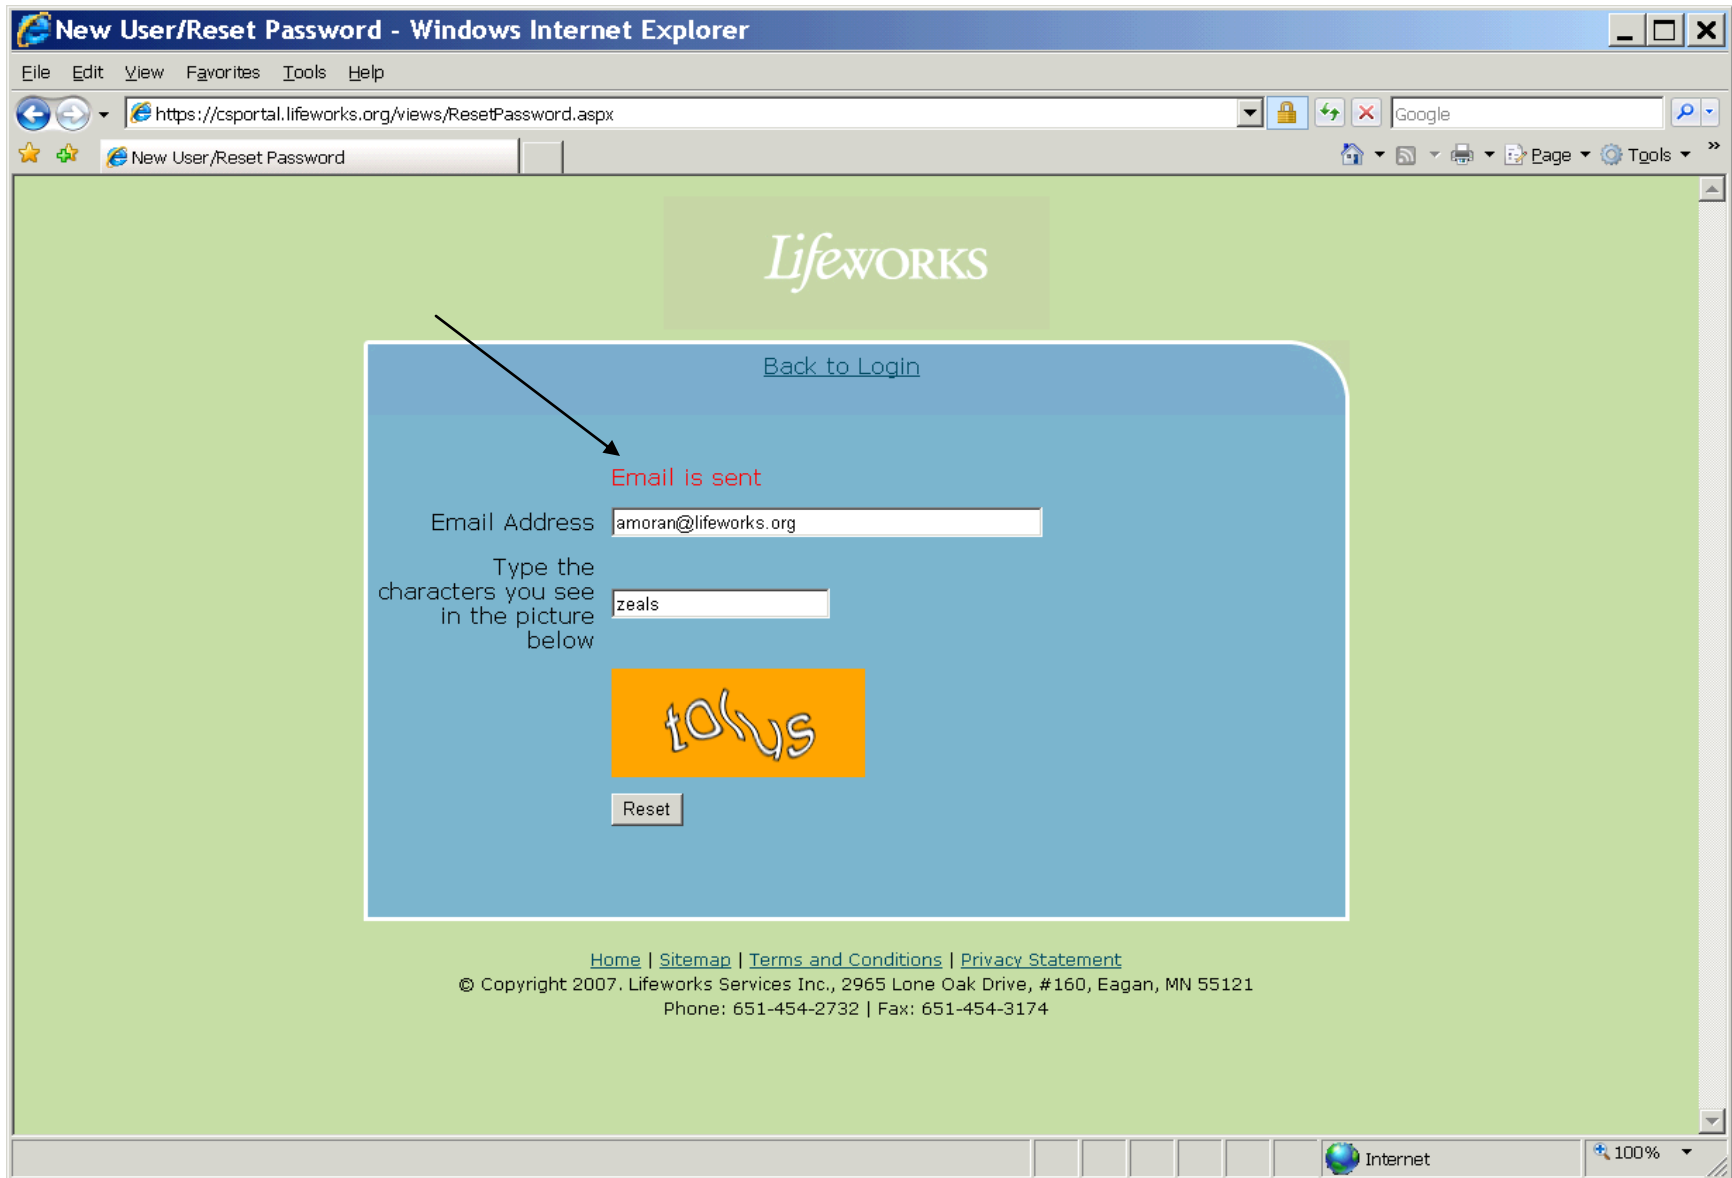 New User/Reset Password - Windows Internet Explorer
File Edit View Favorites Tools Help
https://csportal.lifeworks.org/views/ResetPassword.aspx Google
New User/Reset Password Page Tools »
Lifeworks
Back to Login
Email is sent
Email Address amoran@lifeworks.org
Type the
characters you see
in the picture
below
zeals
Reset
Home | Sitemap | Terms and Conditions | Privacy Statement
© Copyright 2007. Lifeworks Services Inc., 2965 Lone Oak Drive, #160, Eagan, MN 55121
Phone: 651-454-2732 | Fax: 651-454-3174
Internet 100%